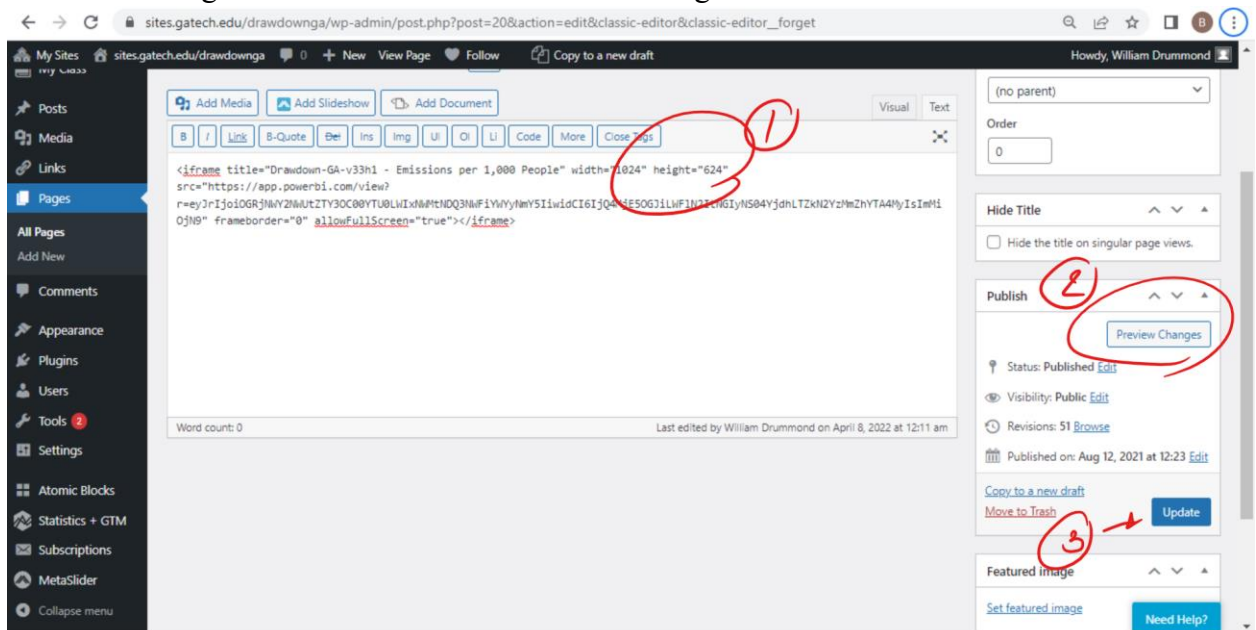 sites.gatech.edu/drawdownga/wp-admin/post.php?post=20&action=edit&classic-editor&classic-editor__forget
B
My Sites sites.gatech.edu/drawdownga 0 + New View Page Follow Copy to a new draft Howdy, William Drummond
My Class
Posts
Media
Links
Pages
All Pages
Add New
Comments
Appearance
Plugins
Users
Tools 2
Settings
Atomic Blocks
Statistics + GTM
Subscriptions
MetaSlider
Collapse menu
Add Media Add Slideshow Add Document Visual Text
B I Link B-Quote Del Ins Img Ul Ol Li Code More Close Tags
1
<iframe title="Drawdown-GA-v33h1 - Emissions per 1,000 People" width="1024" height="624"
src="https://app.powerbi.com/view?
OjN9" frameborder="0" allowFullScreen="true"></iframe>
Word count: 0 Last edited by William Drummond on April 8, 2022 at 12:11 am
(no parent)
Order
0
Hide Title
Hide the title on singular page views.
Publish
2
Preview Changes
Status: Published Edit
Visibility: Public Edit
Revisions: 51 Browse
Published on: Aug 12, 2021 at 12:23 Edit
Copy to a new draft
Move to Trash Update
3
Featured image
Set featured image
Need Help?